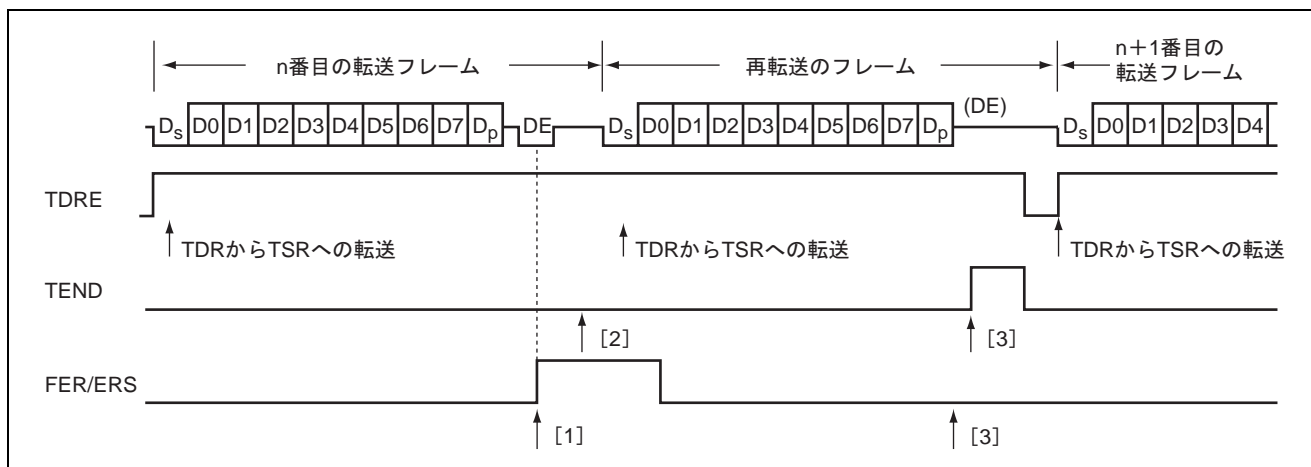 n番目の転送フレーム 再転送のフレーム n+1番目の
転送フレーム
Ds D0 D1 D2 D3 D4 D5 D6 D7 Dp DE Ds D0 D1 D2 D3 D4 D5 D6 D7 Dp (DE) Ds D0 D1 D2 D3 D4
TDRE
TDRからTSRへの転送 TDRからTSRへの転送 TDRからTSRへの転送
TEND
[2] [3]
FER/ERS
[1] [3]